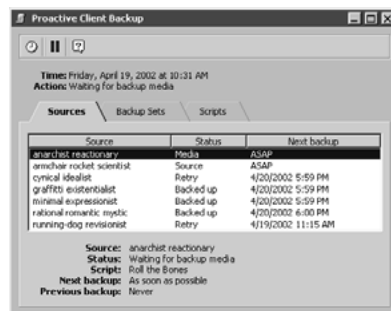 Proactive Client Backup
Time: Friday, April 19, 2002 at 10:31 AM
Action: Waiting for backup media
Sources Backup Sets Scripts
Source Status Next backup
anarchist reactionary Media ASAP
armchair rocket scientist Source ASAP
cynical idealist Retry 4/20/2002 5:59 PM
graffitti existentialist Backed up 4/20/2002 5:59 PM
minimal expressionist Backed up 4/20/2002 5:59 PM
rational romantic mystic Backed up 4/20/2002 6:00 PM
running-dog revisionist Retry 4/19/2002 11:15 AM
Source: anarchist reactionary
Status: Waiting for backup media
Script: Roll the Bones
Next backup: As soon as possible
Previous backup: Never